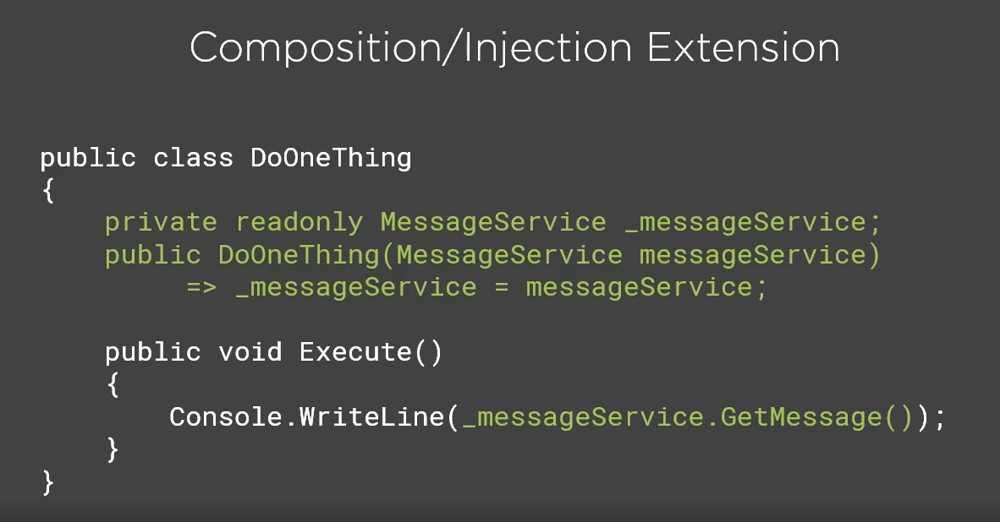 Composition/Injection Extension
public class DoOneThing
{
    private readonly MessageService _messageService;
    public DoOneThing(MessageService messageService)
         => _messageService = messageService;
    public void Execute()
    {
        Console.WriteLine(_messageService.GetMessage());
    }
}